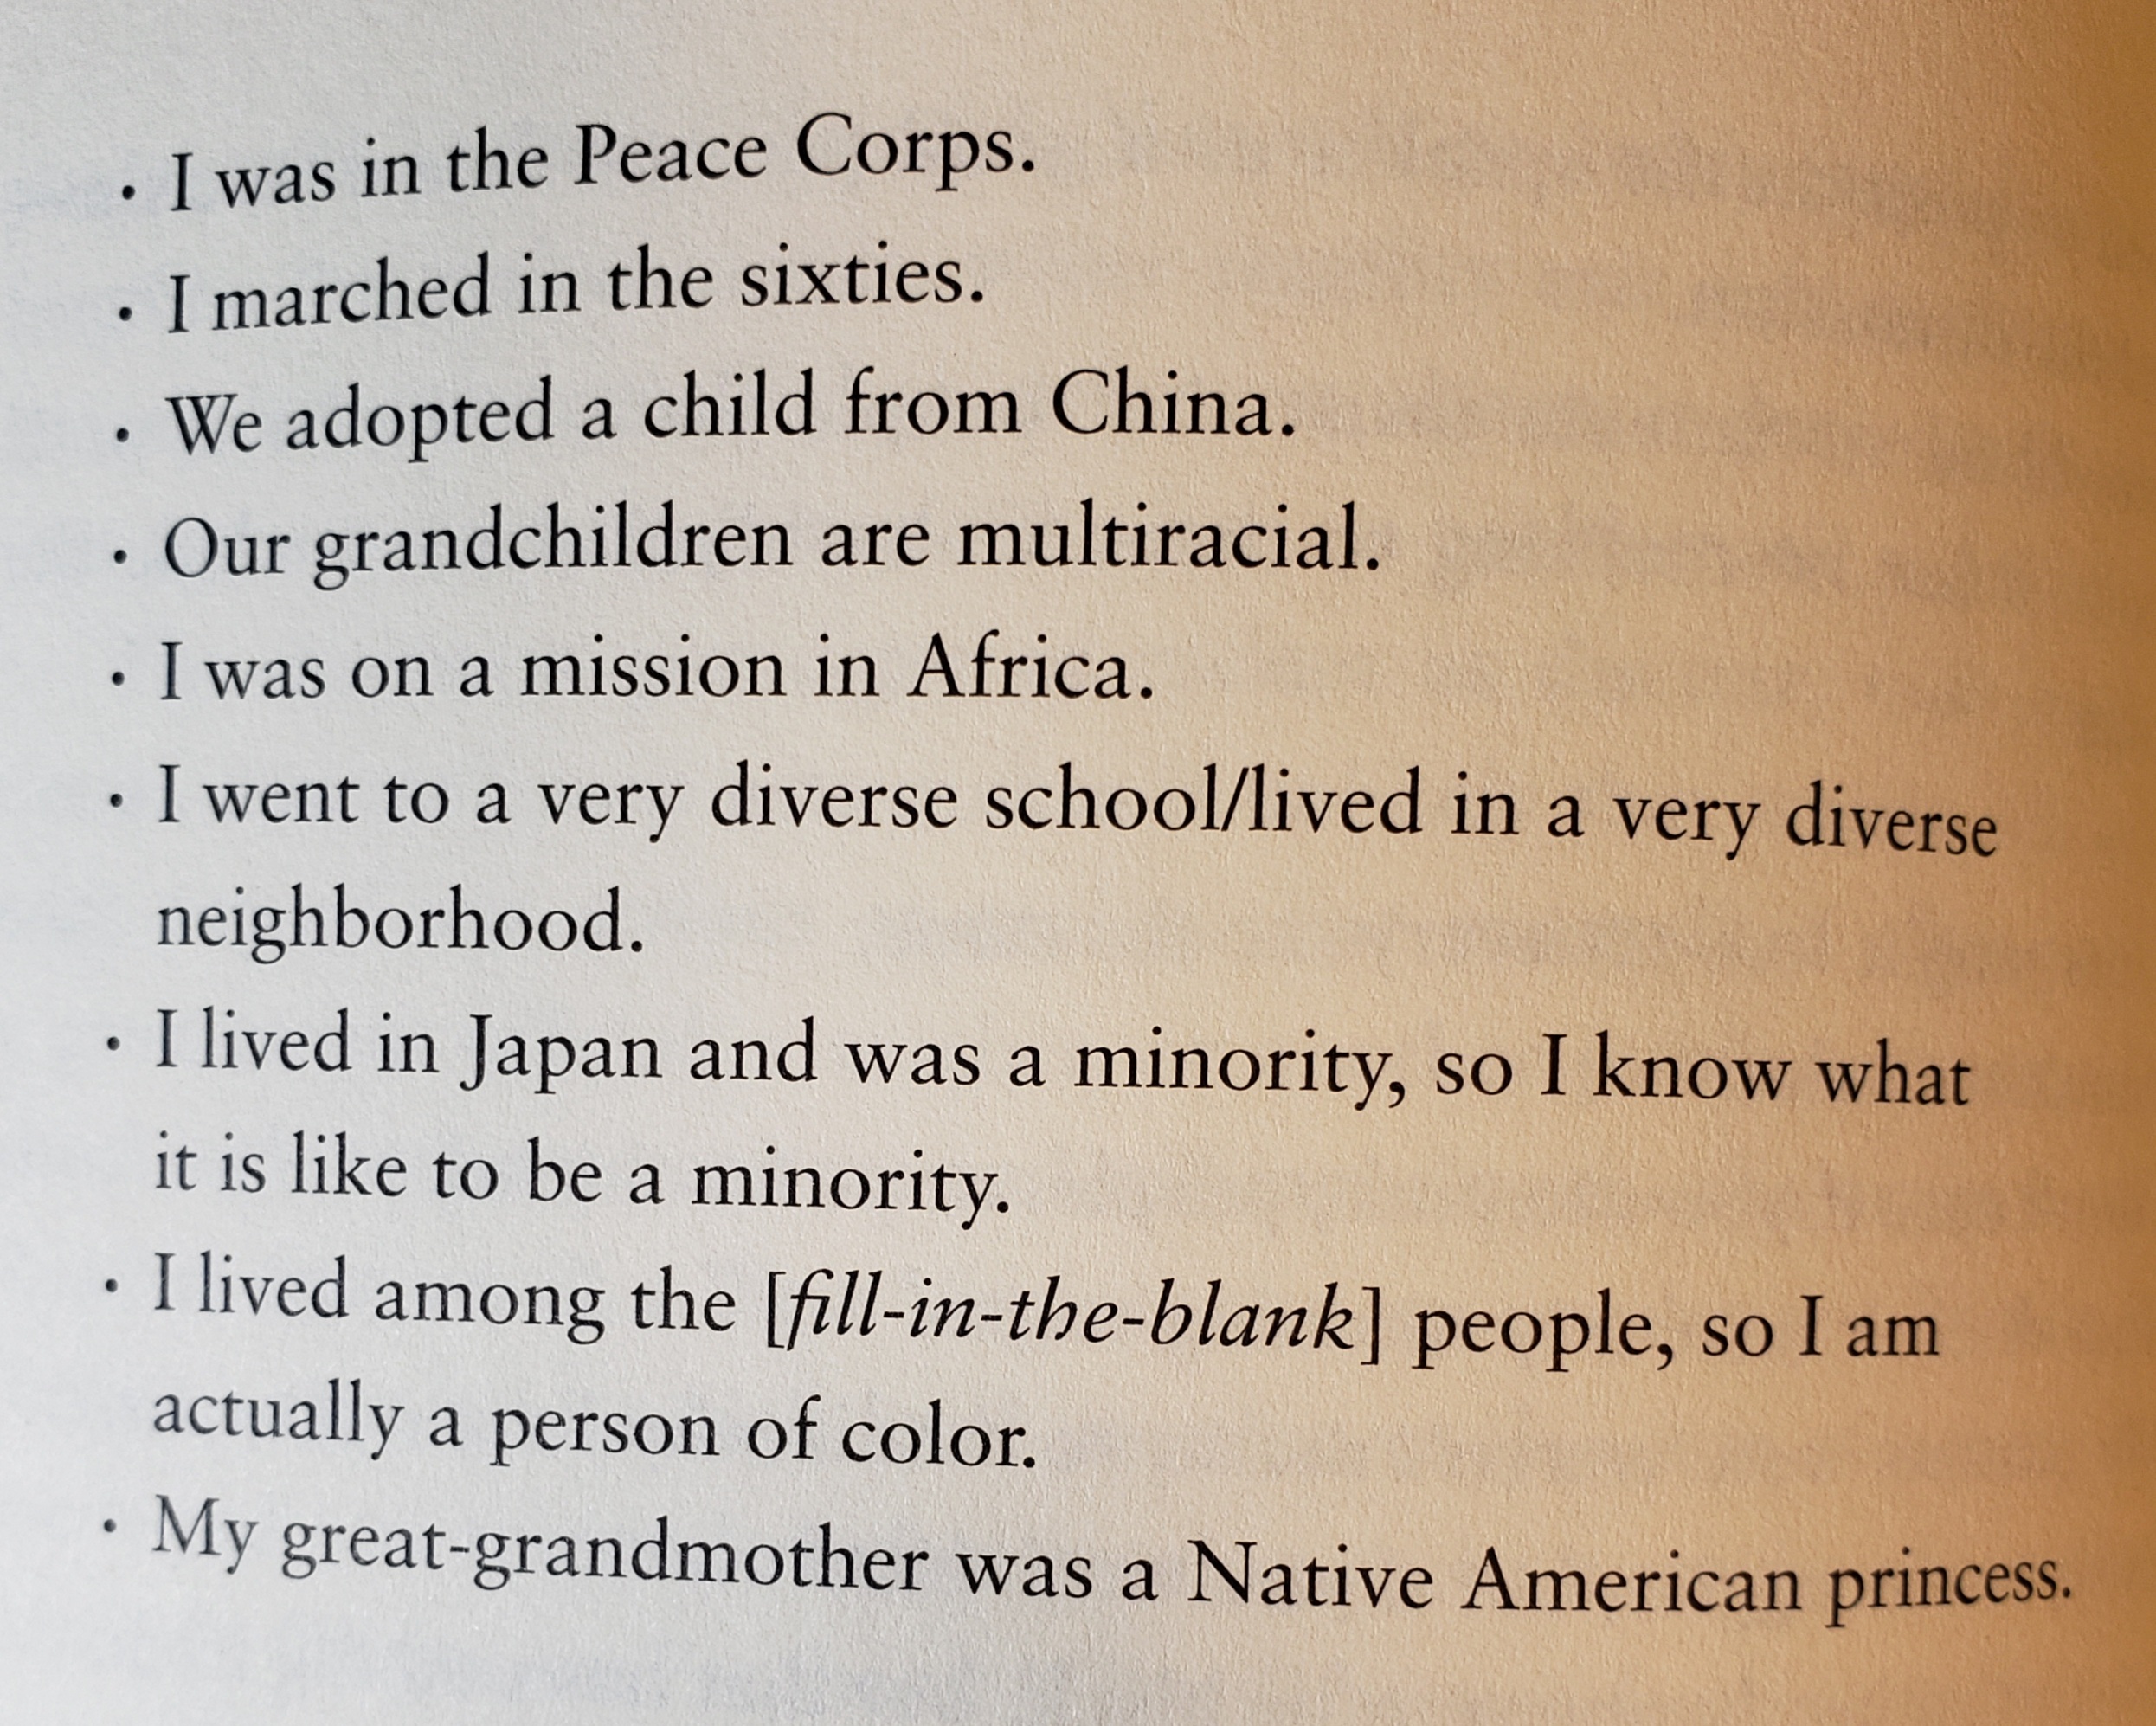 • I was in the Peace Corps.
• I marched in the sixties.
• We adopted a child from China.
• Our grandchildren are multiracial.
• I was on a mission in Africa.
• I went to a very diverse school/lived in a very diverse
neighborhood.
• I lived in Japan and was a minority, so I know what
it is like to be a minority.
• I lived among the [fill-in-the-blank] people, so I am
actually a person of color.
• My great-grandmother was a Native American princess.